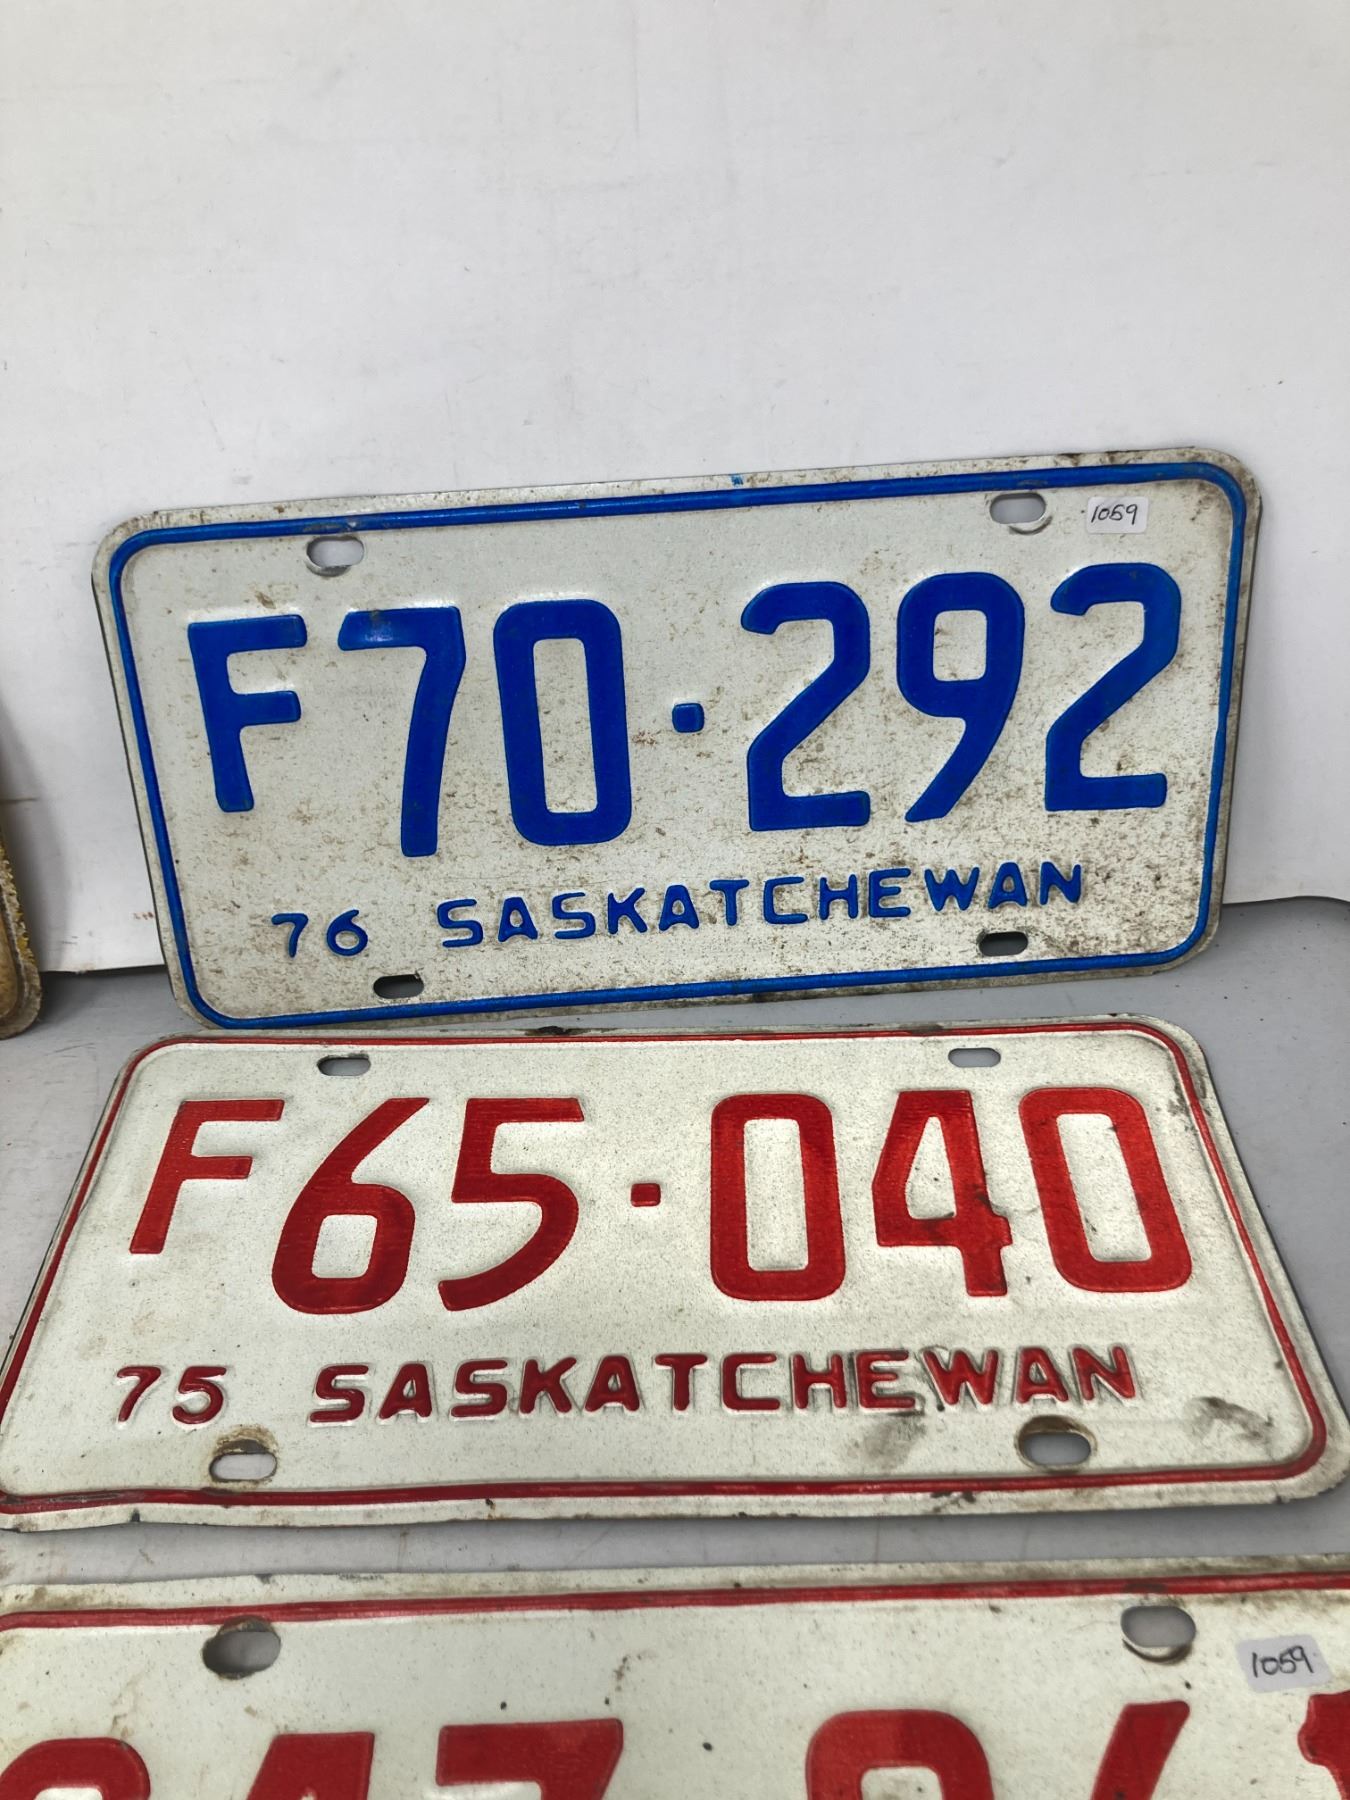 1059
F70·292
76 SASKATCHEWAN
F65·040
75 SASKATCHEWAN
1059